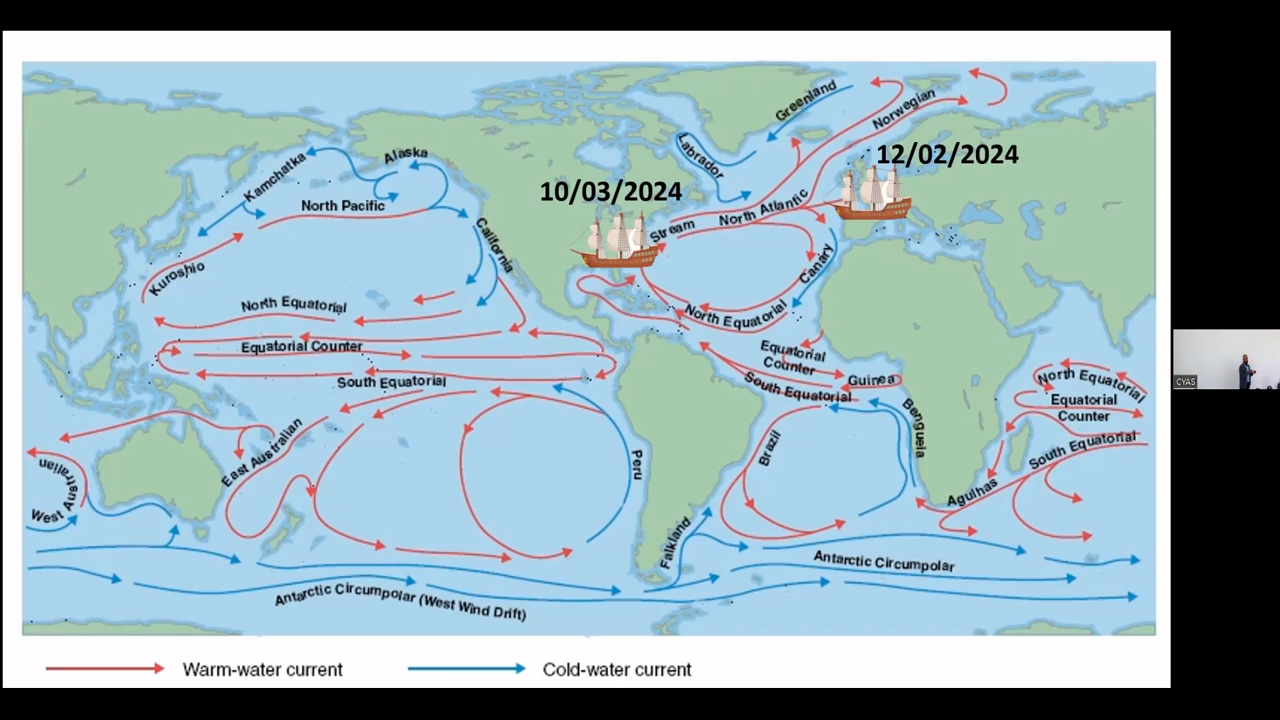 Greenland
Norwegian
12/02/2024
Labrador
Kamchatka
Alaska
10/03/2024
North Pacific
North Atlantic
Stream
California
Kuroshio
Canary
North Equatorial
North Equatorial
Equatorial Counter
Equatorial
Counter
South Equatorial
South Equatorial
Guinea
North Equatorial
Equatorial
Counter
South Equatorial
East Australian
Benguela
Brazil
Peru
West Australian
Agulhas
Falkland
Antarctic Circumpolar
Antarctic Circumpolar (West Wind Drift)
Warm-water current
Cold-water current
CYAS